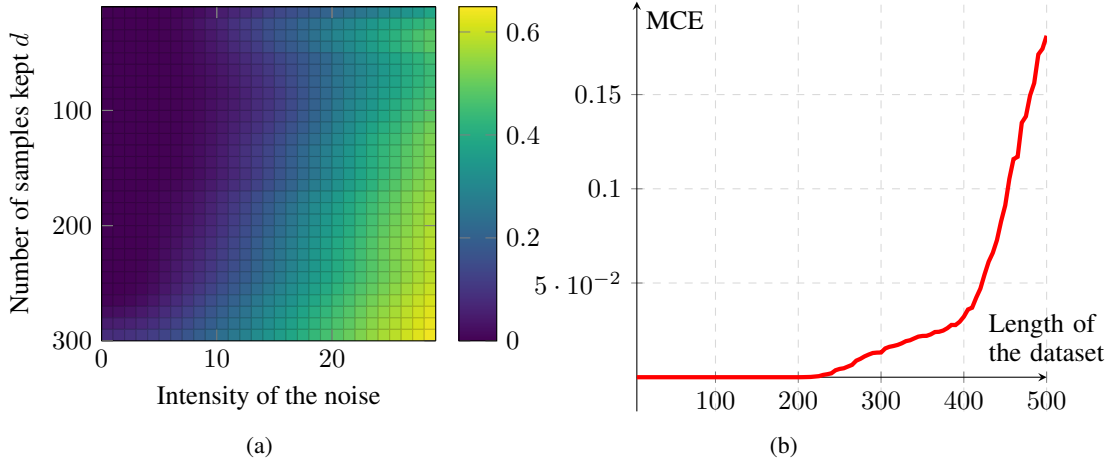 Number of samples kept d
100
200
300
0
10
20
Intensity of the noise
0.6
0.4
0.2
0
(a)
MCE
0.15
0.1
5 · 10⁻²
Length of
the dataset
100
200
300
400
500
(b)